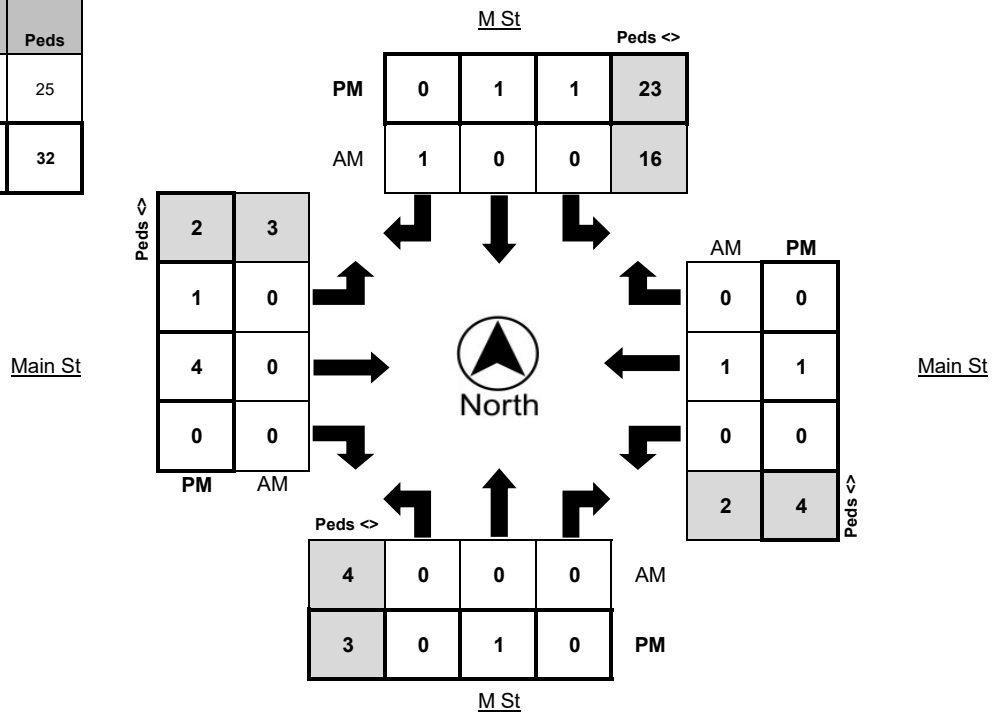 M St
Peds
Peds <>
25
PM 0 1 1 23
32
AM 1 0 0 16
Peds <>
2 3
AM PM
1 0
0 0
Main St
4 0
North
1 1
Main St
0 0
0 0
PM AM
2 4
Peds <>
Peds <>
4 0 0 0 AM
3 0 1 0 PM
M St